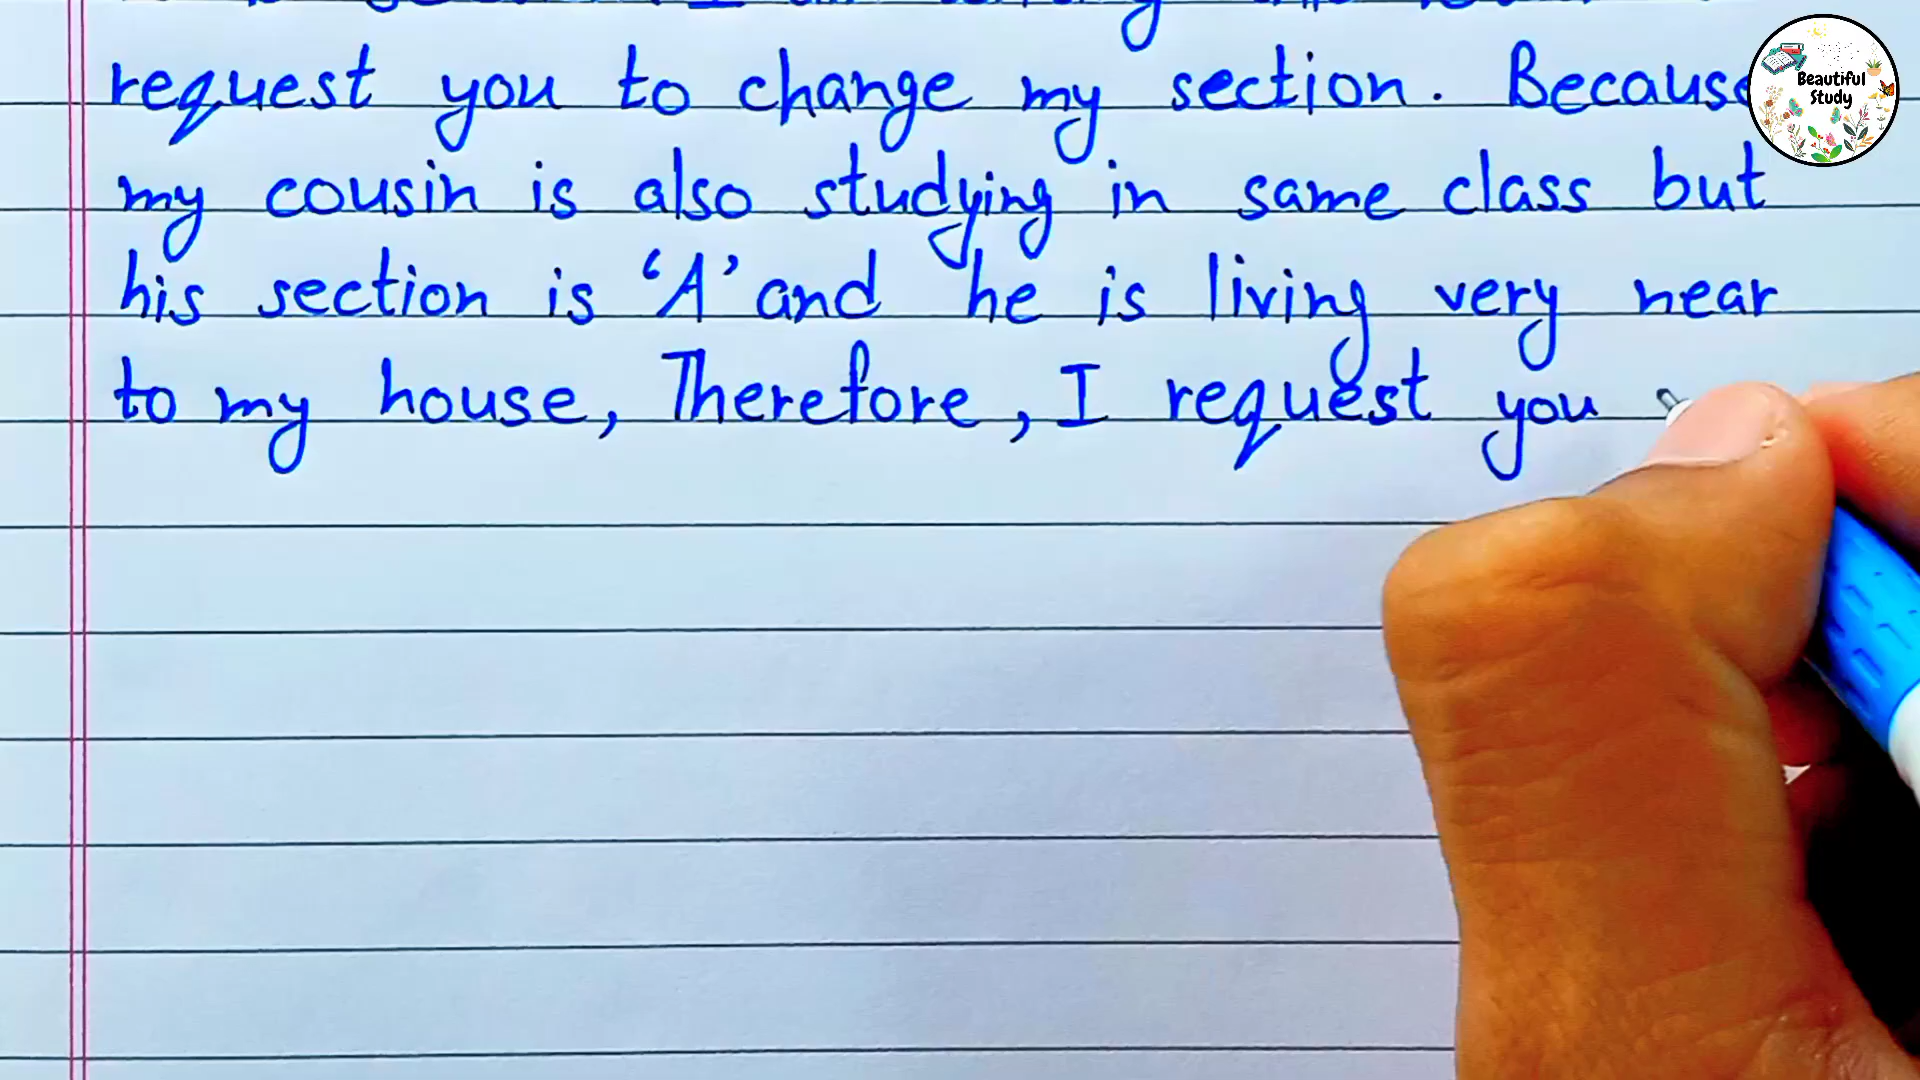 request you to change my section. Because
my cousin is also studying in same class but
his section is 'A' and he is living very near
to my house, Therefore, I request you
Beautiful
Study